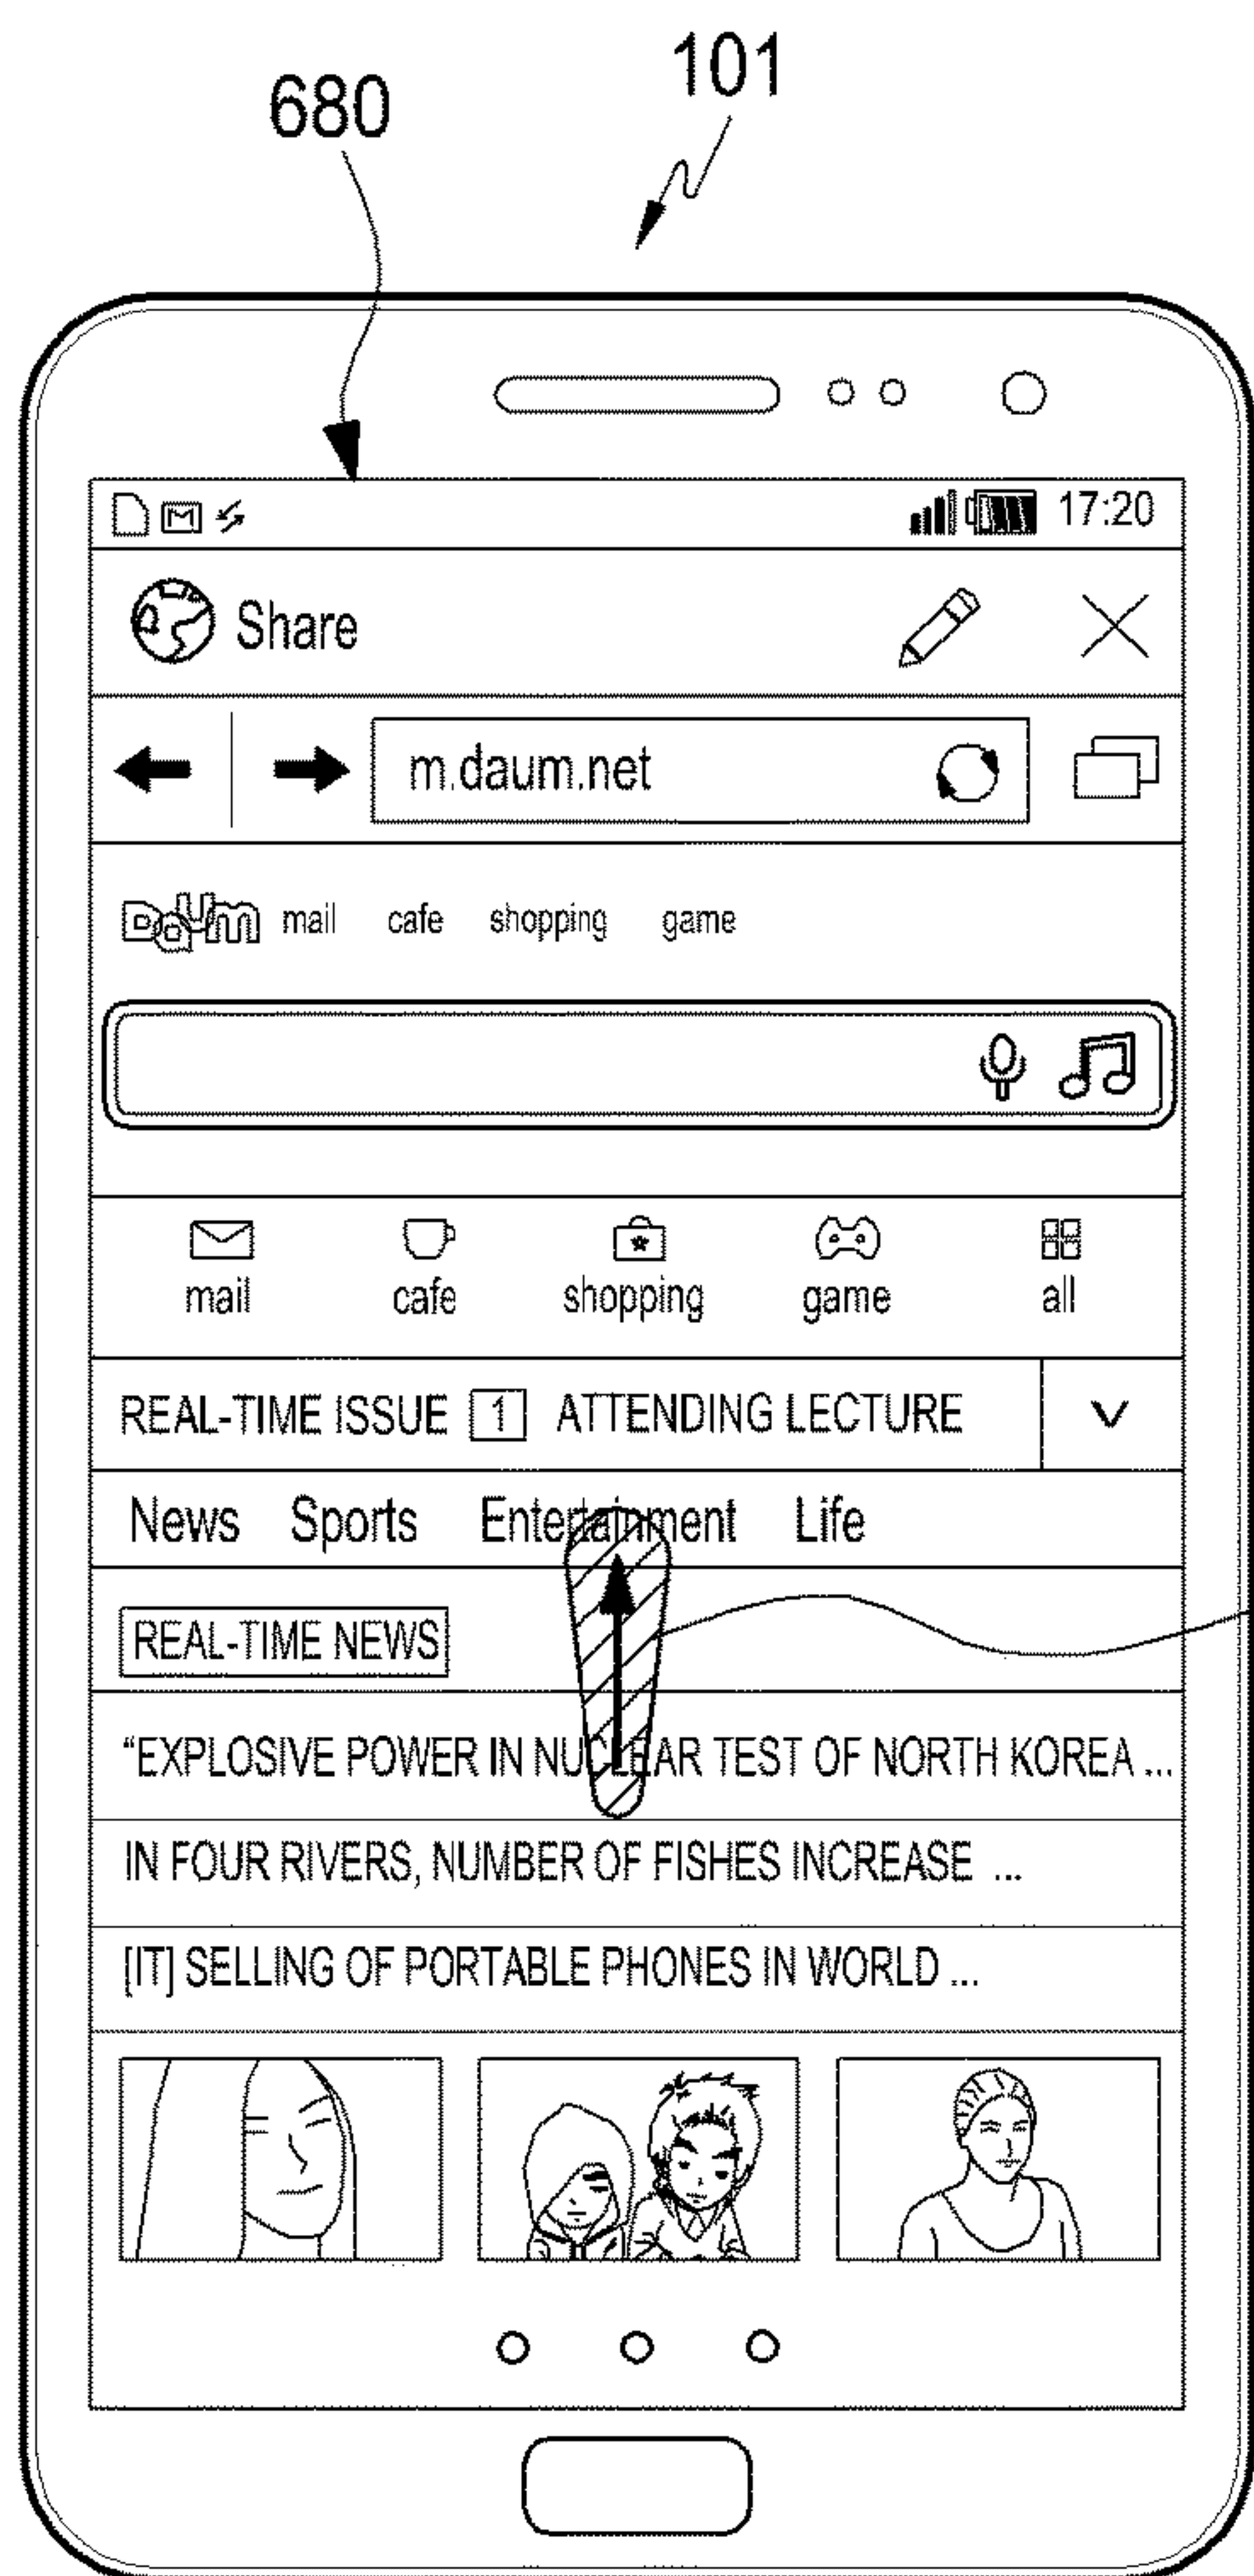 101
680
17:20
Share
m.daum.net
Daum mail cafe shopping game
mail cafe shopping game all
REAL-TIME ISSUE 1 ATTENDING LECTURE
News Sports Entertainment Life
REAL-TIME NEWS
“EXPLOSIVE POWER IN NUCLEAR TEST OF NORTH KOREA ...
IN FOUR RIVERS, NUMBER OF FISHES INCREASE ...
[IT] SELLING OF PORTABLE PHONES IN WORLD ...